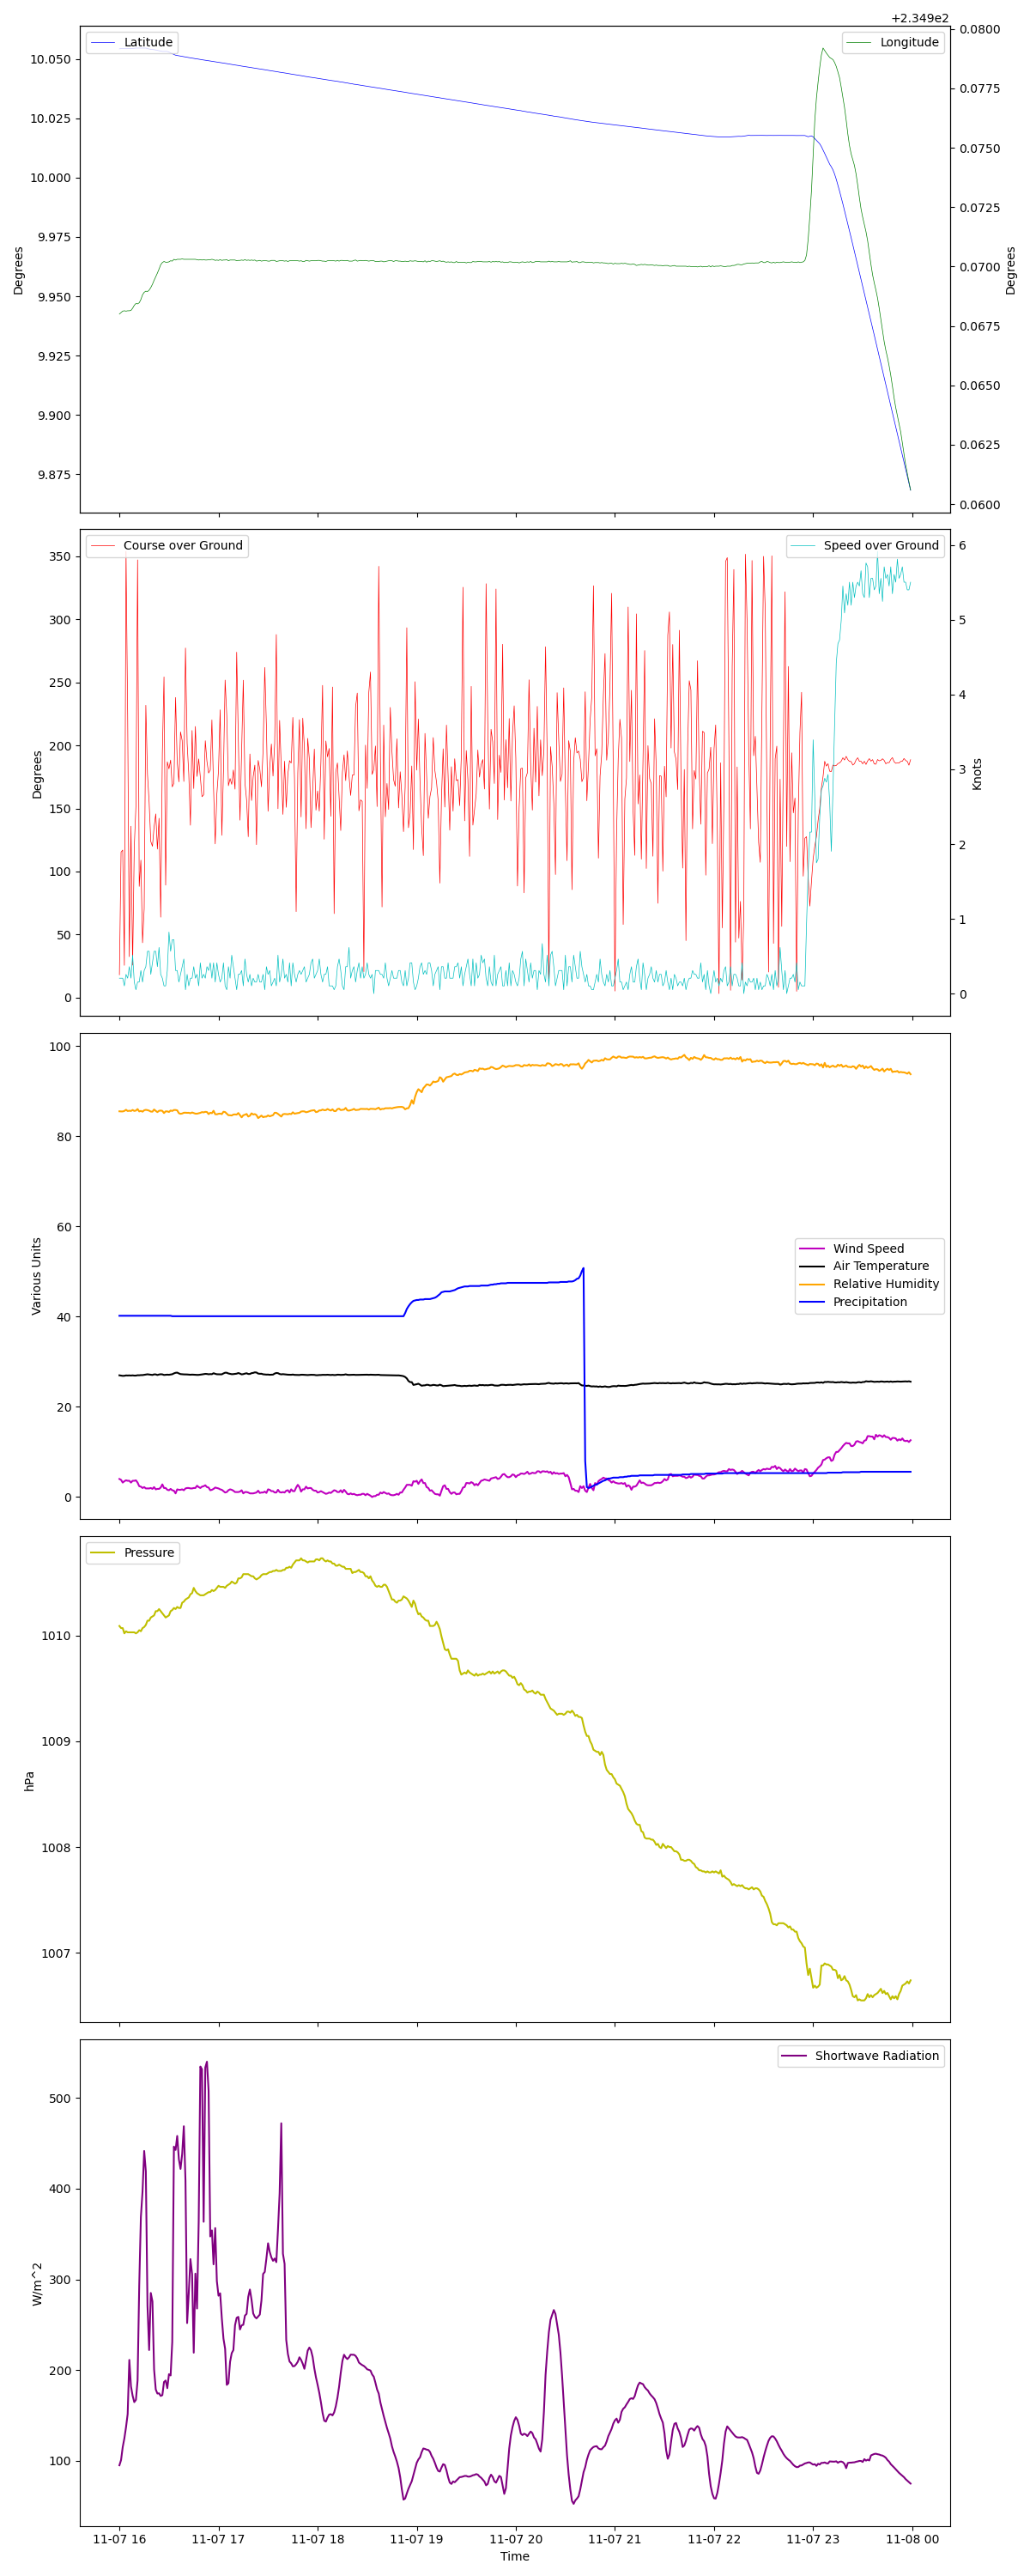 +2.349e2
Latitude
Longitude
10.050
10.025
10.000
9.975
9.950
9.925
9.900
9.875
Degrees
0.0800
0.0775
0.0750
0.0725
0.0700
0.0675
0.0650
0.0625
0.0600
Degrees
Course over Ground
Speed over Ground
350
300
250
200
150
100
50
0
Degrees
6
5
4
3
2
1
0
Knots
100
80
60
40
20
0
Various Units
Wind Speed
Air Temperature
Relative Humidity
Precipitation
Pressure
1010
1009
1008
1007
hPa
Shortwave Radiation
500
400
300
200
100
W/m^2
11-07 16
11-07 17
11-07 18
11-07 19
11-07 20
11-07 21
11-07 22
11-07 23
11-08 00
Time